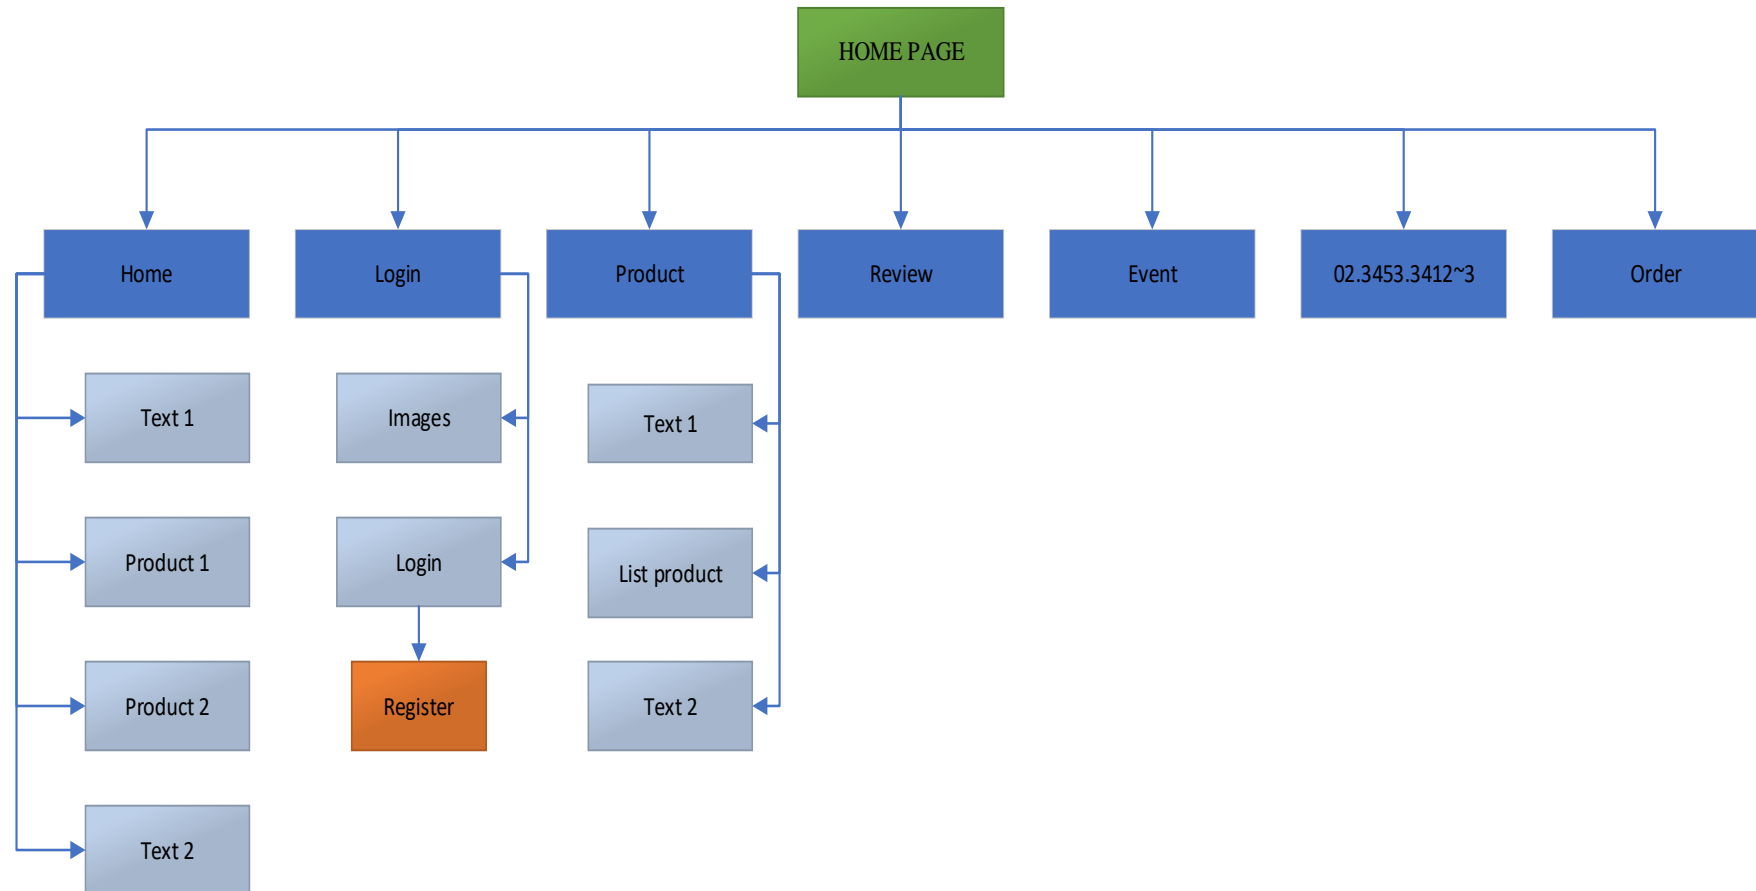 HOME PAGE
Home
Login
Product
Review
Event
02.3453.3412~3
Order
Text 1
Images
Text 1
Product 1
Login
List product
Product 2
Register
Text 2
Text 2